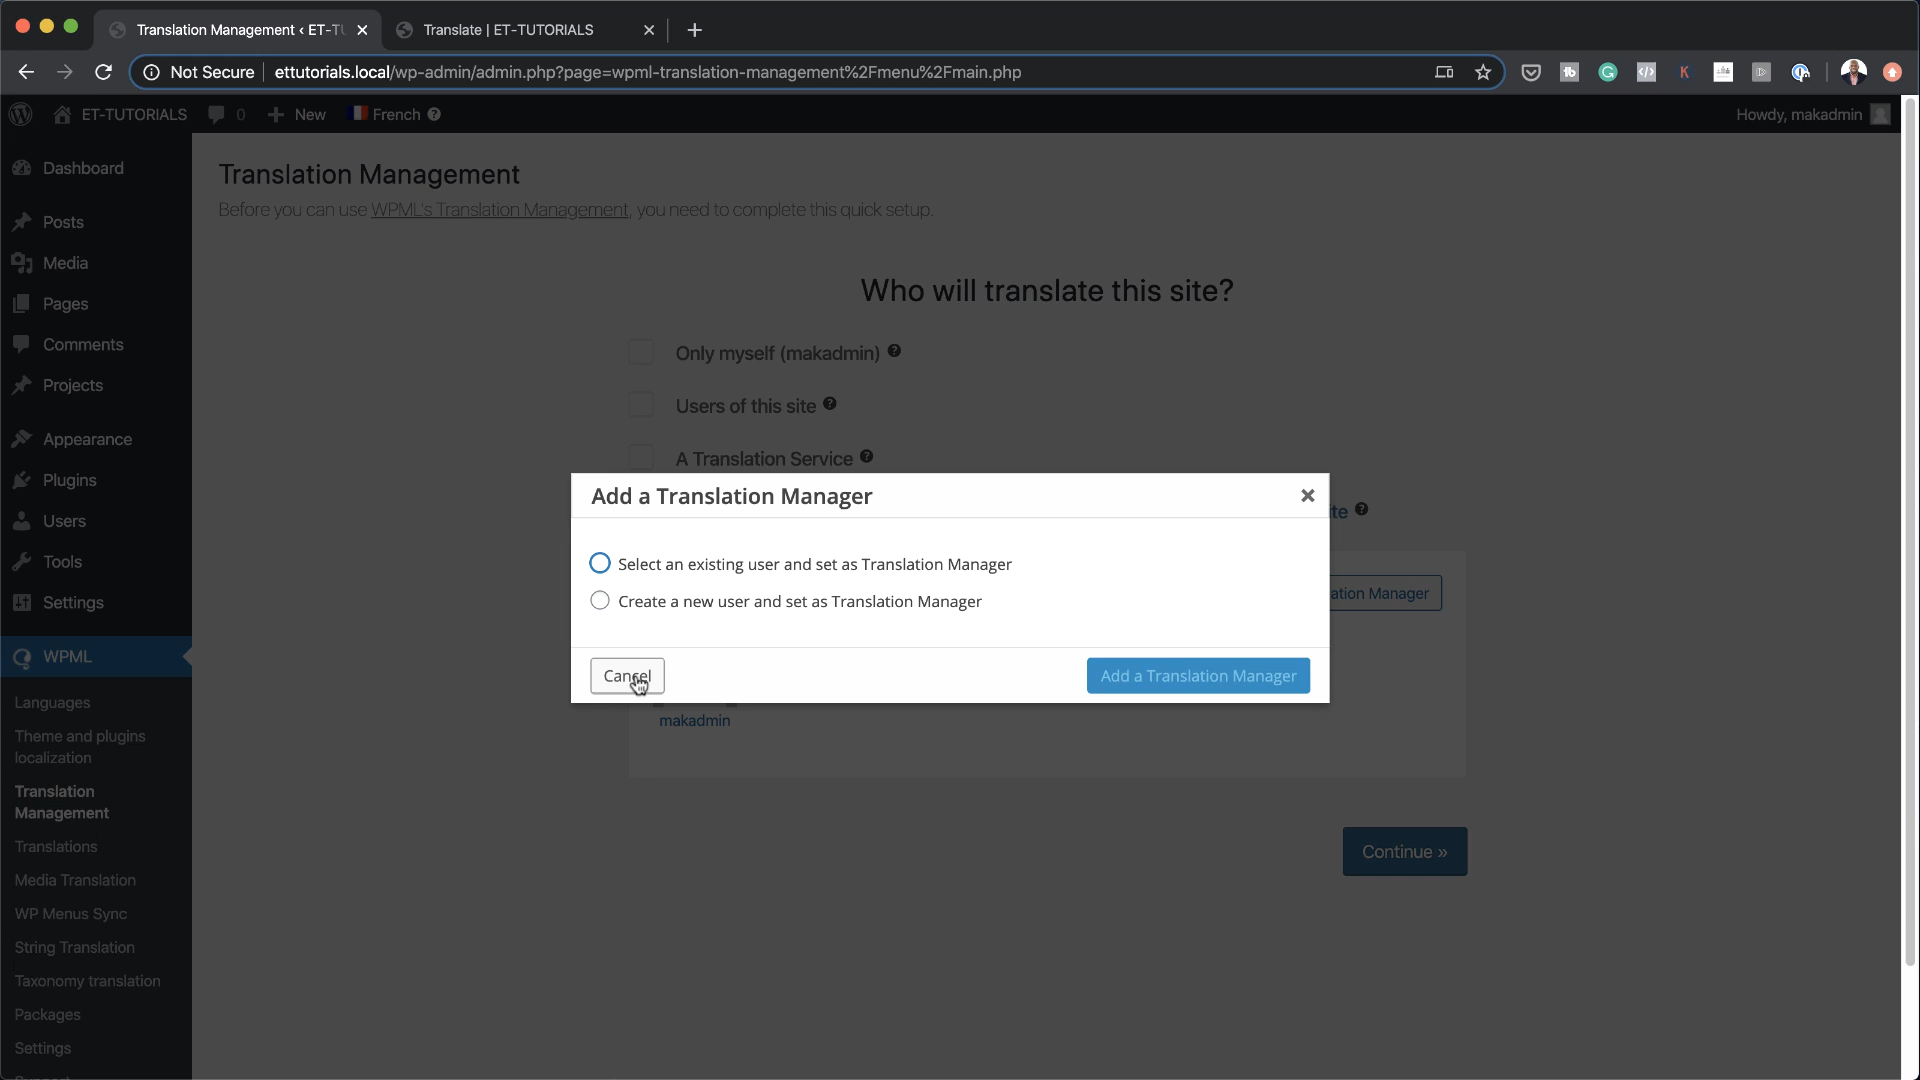 Translation Management ‹ ET-TU
Translate | ET-TUTORIALS
Not Secure
ettutorials.local/wp-admin/admin.php?page=wpml-translation-management%2Fmenu%2Fmain.php
ET-TUTORIALS
0
New
French
Howdy, makadmin
Dashboard
Posts
Media
Pages
Comments
Projects
Appearance
Plugins
Users
Tools
Settings
WPML
Languages
Theme and plugins
localization
Translation
Management
Translations
Media Translation
WP Menus Sync
String Translation
Taxonomy translation
Packages
Settings
Translation Management
Before you can use WPML's Translation Management, you need to complete this quick setup.
Who will translate this site?
Only myself (makadmin)
Users of this site
A Translation Service
ite
Add a Translation Manager
Select an existing user and set as Translation Manager
Create a new user and set as Translation Manager
ation Manager
Cancel
Add a Translation Manager
makadmin
Continue »